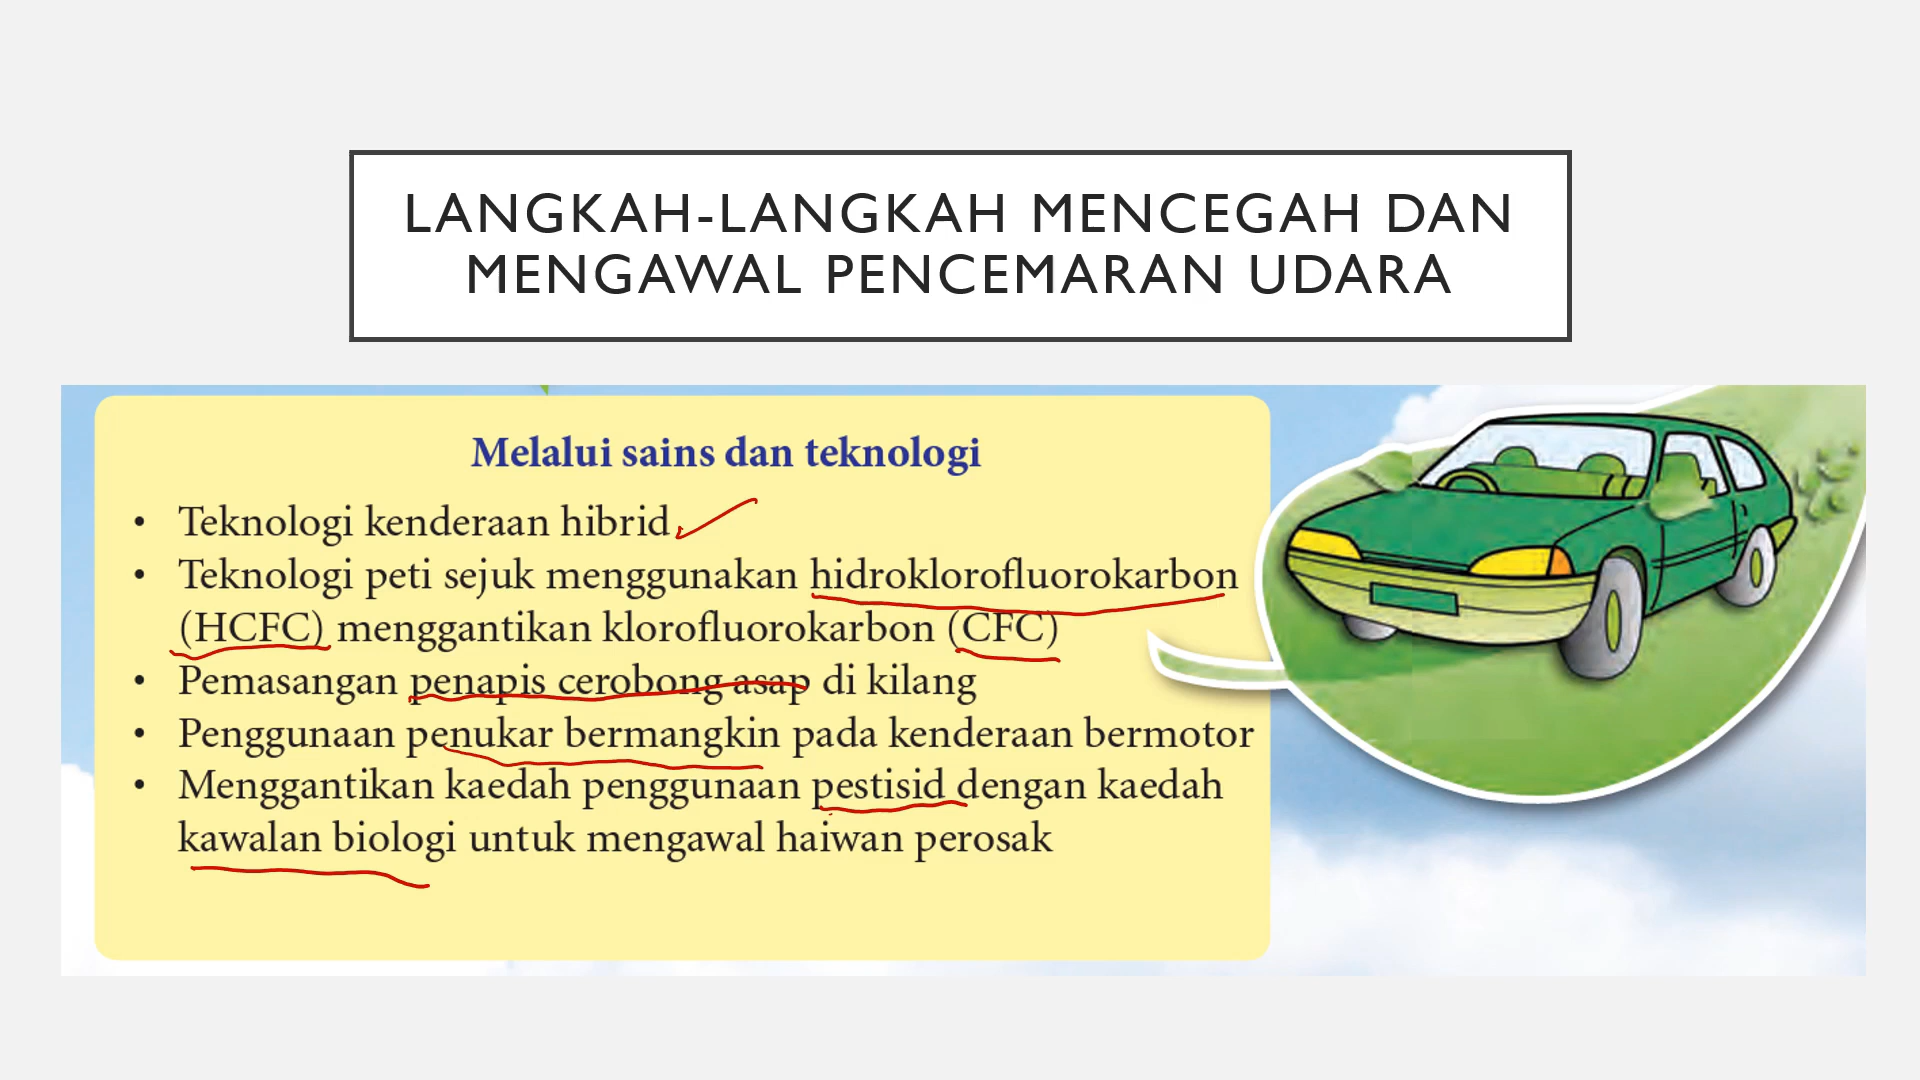 LANGKAH-LANGKAH MENCEGAH DAN
MENGAWAL PENCEMARAN UDARA
Melalui sains dan teknologi
• Teknologi kenderaan hibrid
• Teknologi peti sejuk menggunakan hidroklorofluorokarbon
(HCFC) menggantikan klorofluorokarbon (CFC)
• Pemasangan penapis cerobong asap di kilang
• Penggunaan penukar bermangkin pada kenderaan bermotor
• Menggantikan kaedah penggunaan pestisid dengan kaedah
kawalan biologi untuk mengawal haiwan perosak